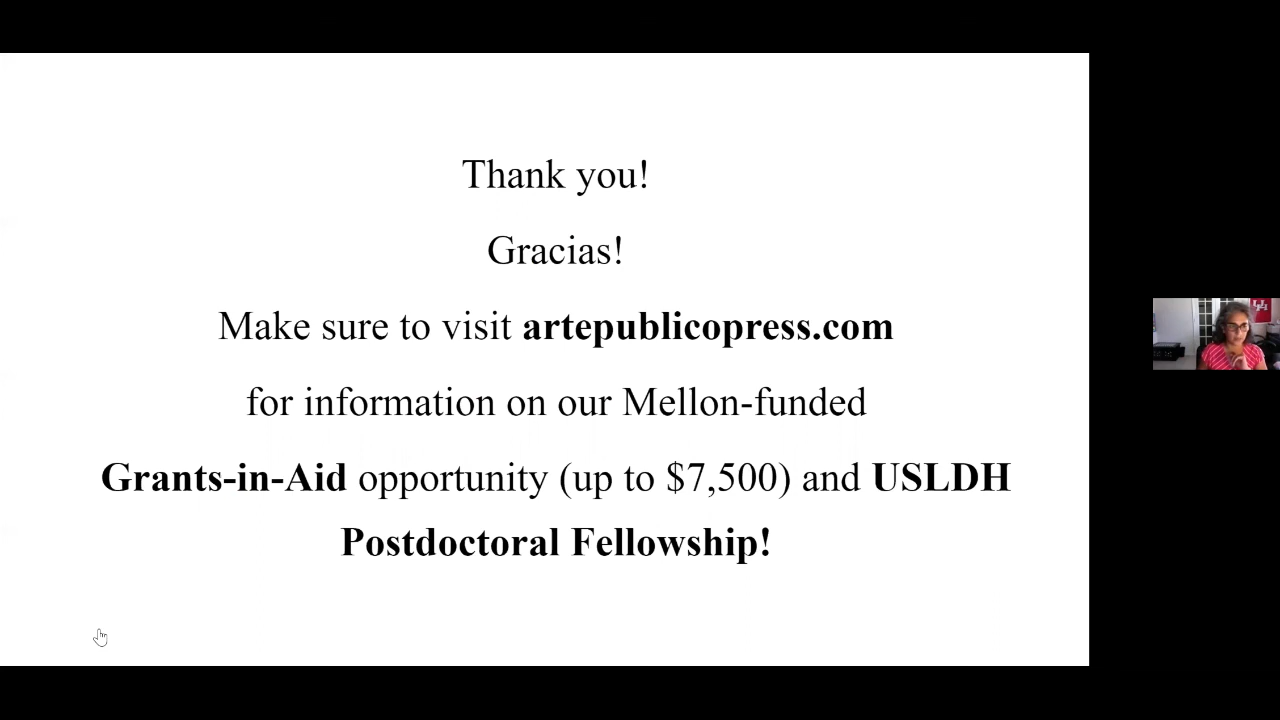 Thank you!
Gracias!
Make sure to visit artepublicopress.com
for information on our Mellon-funded
Grants-in-Aid opportunity (up to $7,500) and USLDH
Postdoctoral Fellowship!